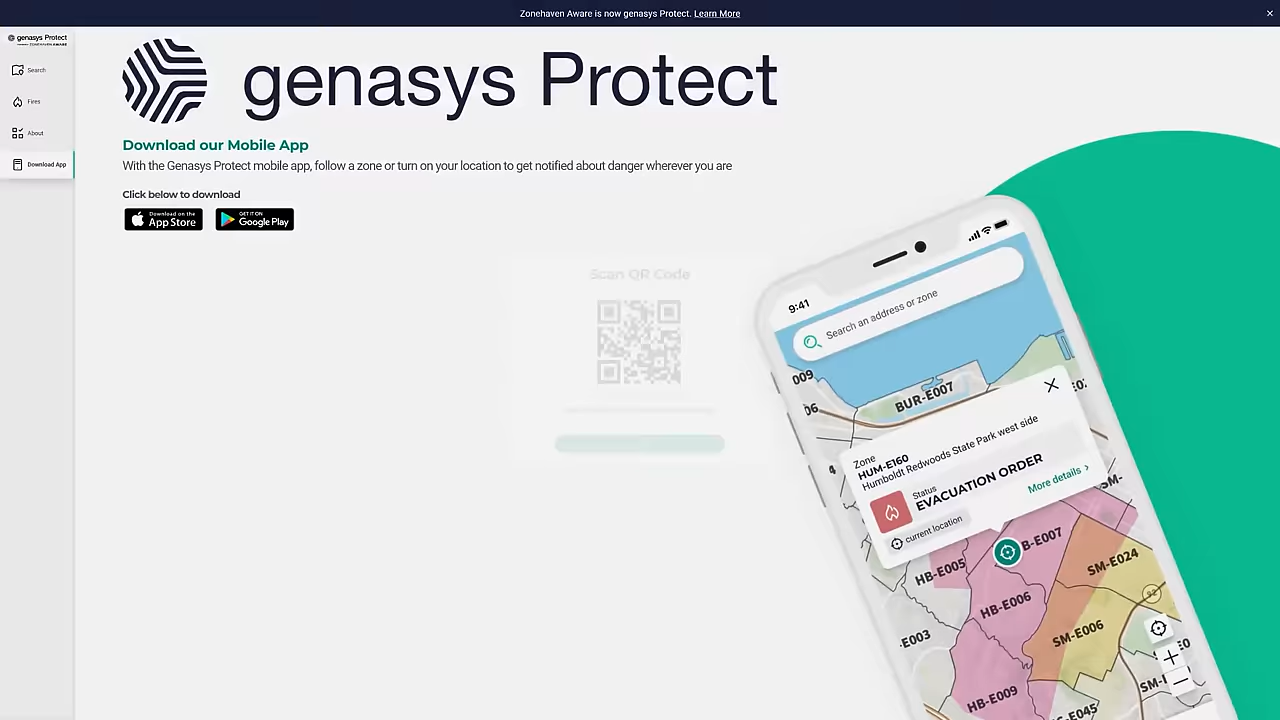 Zonehaven Aware is now genasys Protect. Learn More
genasys Protect
ZONEHAVEN AWARE
Search
Fires
About
Download App
genasys Protect
Download our Mobile App
With the Genasys Protect mobile app, follow a zone or turn on your location to get notified about danger wherever you are
Click below to download
Download on the
App Store
GET IT ON
Google Play
Scan QR Code
9:41
Search an address or zone
009
06
BUR-E007
Zone
HUM-E160
Humboldt Redwoods State Park west side
Status
EVACUATION ORDER
More details
current location
4
SM-
B-E007
HB-E005
SM-E024
HB-E006
92
SM-E006
-E003
HB-E009
-E045